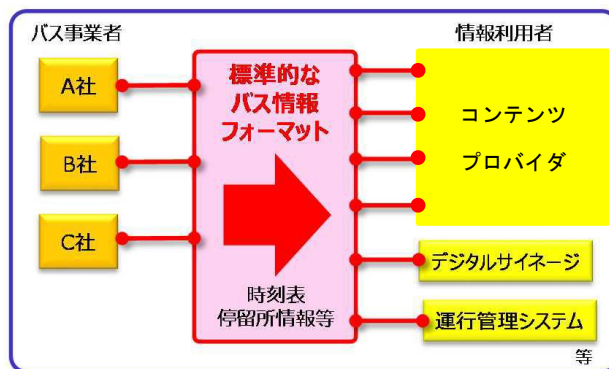 バス事業者
A社
B社
C社
標準的な
バス情報
フォーマット
時刻表
停留所情報等
情報利用者
コンテンツ
プロバイダ
デジタルサイネージ
運行管理システム
等